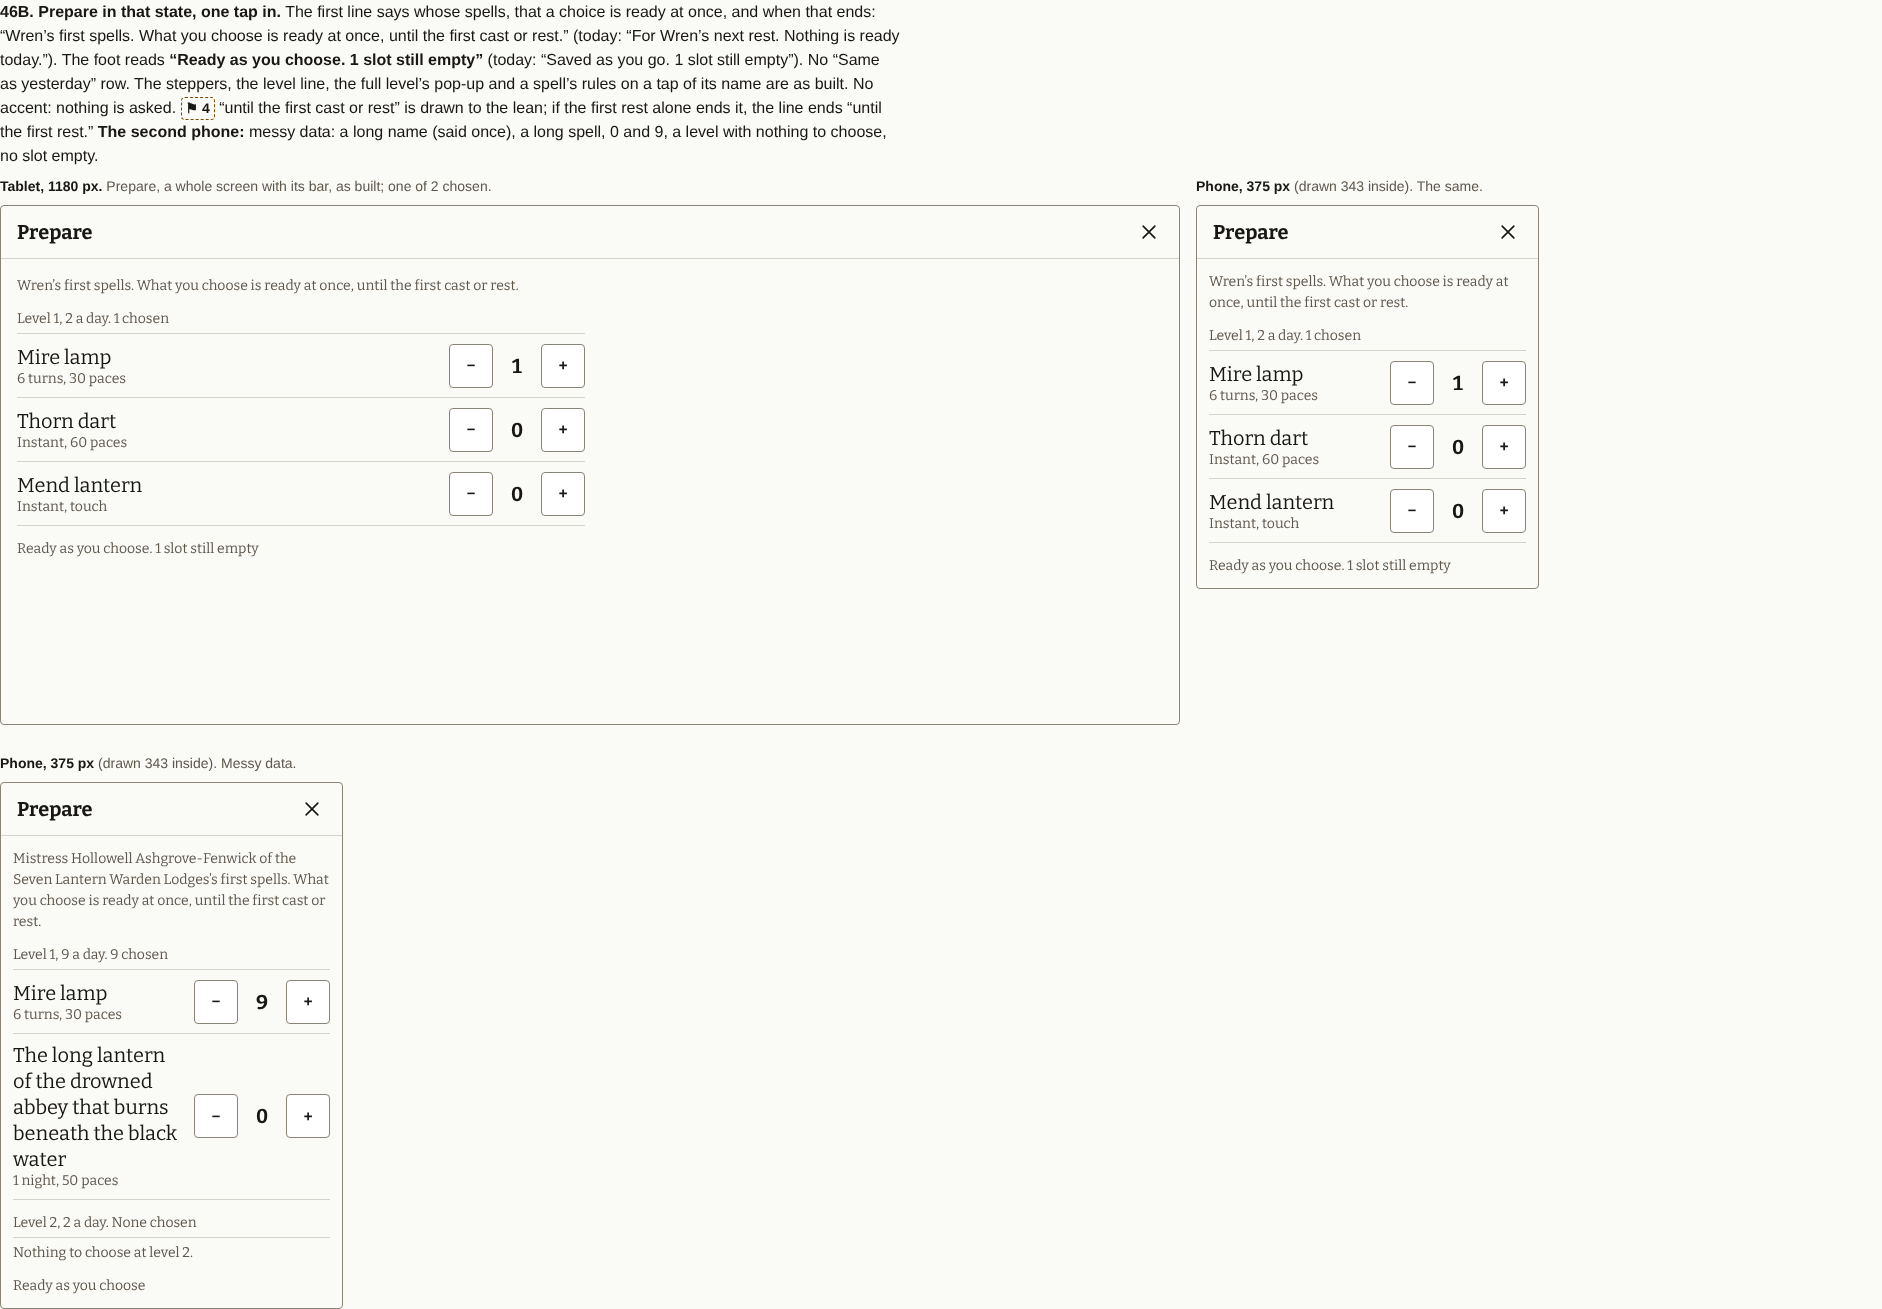 46B. Prepare in that state, one tap in. The first line says whose spells, that a choice is ready at once, and when that ends:
“Wren’s first spells. What you choose is ready at once, until the first cast or rest.” (today: “For Wren’s next rest. Nothing is ready
today.”). The foot reads “Ready as you choose. 1 slot still empty” (today: “Saved as you go. 1 slot still empty”). No “Same
as yesterday” row. The steppers, the level line, the full level’s pop-up and a spell’s rules on a tap of its name are as built. No
accent: nothing is asked. ⚑ 4 “until the first cast or rest” is drawn to the lean; if the first rest alone ends it, the line ends “until
the first rest.” The second phone: messy data: a long name (said once), a long spell, 0 and 9, a level with nothing to choose,
no slot empty.
Tablet, 1180 px. Prepare, a whole screen with its bar, as built; one of 2 chosen.
Prepare
Wren’s first spells. What you choose is ready at once, until the first cast or rest.
Level 1, 2 a day. 1 chosen
Mire lamp
6 turns, 30 paces
− 1 +
Thorn dart
Instant, 60 paces
− 0 +
Mend lantern
Instant, touch
− 0 +
Ready as you choose. 1 slot still empty
Phone, 375 px (drawn 343 inside). The same.
Prepare
Wren’s first spells. What you choose is ready at
once, until the first cast or rest.
Level 1, 2 a day. 1 chosen
Mire lamp
6 turns, 30 paces
− 1 +
Thorn dart
Instant, 60 paces
− 0 +
Mend lantern
Instant, touch
− 0 +
Ready as you choose. 1 slot still empty
Phone, 375 px (drawn 343 inside). Messy data.
Prepare
Mistress Hollowell Ashgrove-Fenwick of the
Seven Lantern Warden Lodges’s first spells. What
you choose is ready at once, until the first cast or
rest.
Level 1, 9 a day. 9 chosen
Mire lamp
6 turns, 30 paces
− 9 +
The long lantern
of the drowned
abbey that burns
beneath the black
water
1 night, 50 paces
− 0 +
Level 2, 2 a day. None chosen
Nothing to choose at level 2.
Ready as you choose